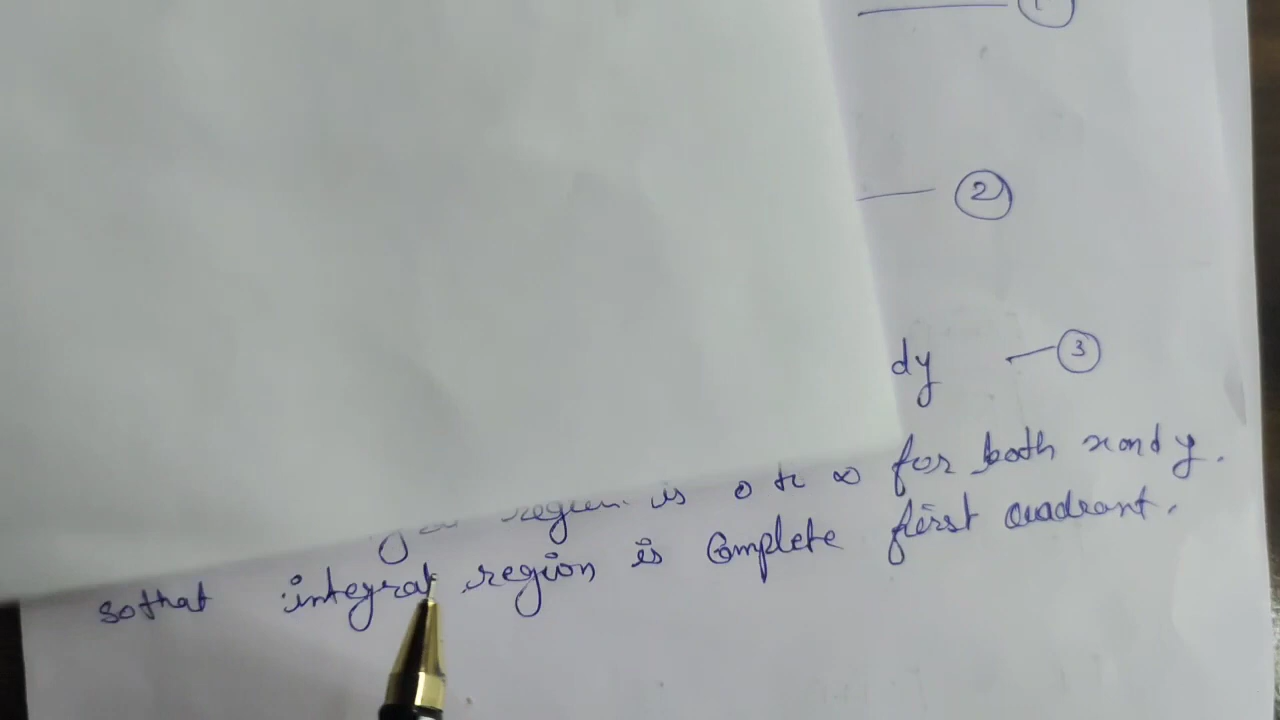 1
2
dy 3
region is 0 to ∞ for both x and y.
so that integral region is Complete first quadrant.